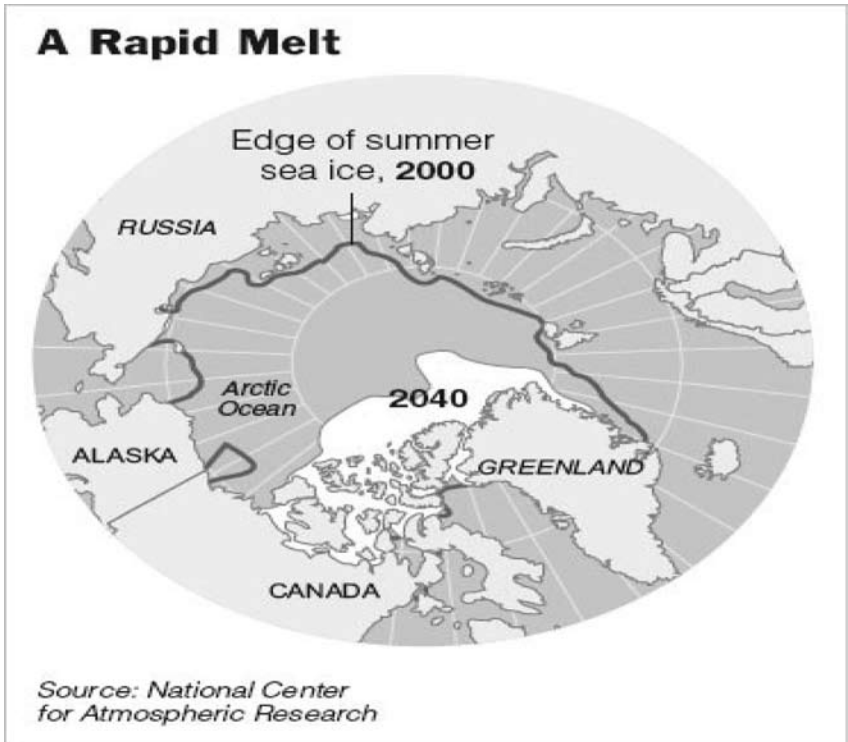 A Rapid Melt
Edge of summer
sea ice, 2000
RUSSIA
Arctic
Ocean
2040
ALASKA
GREENLAND
CANADA
Source: National Center
for Atmospheric Research